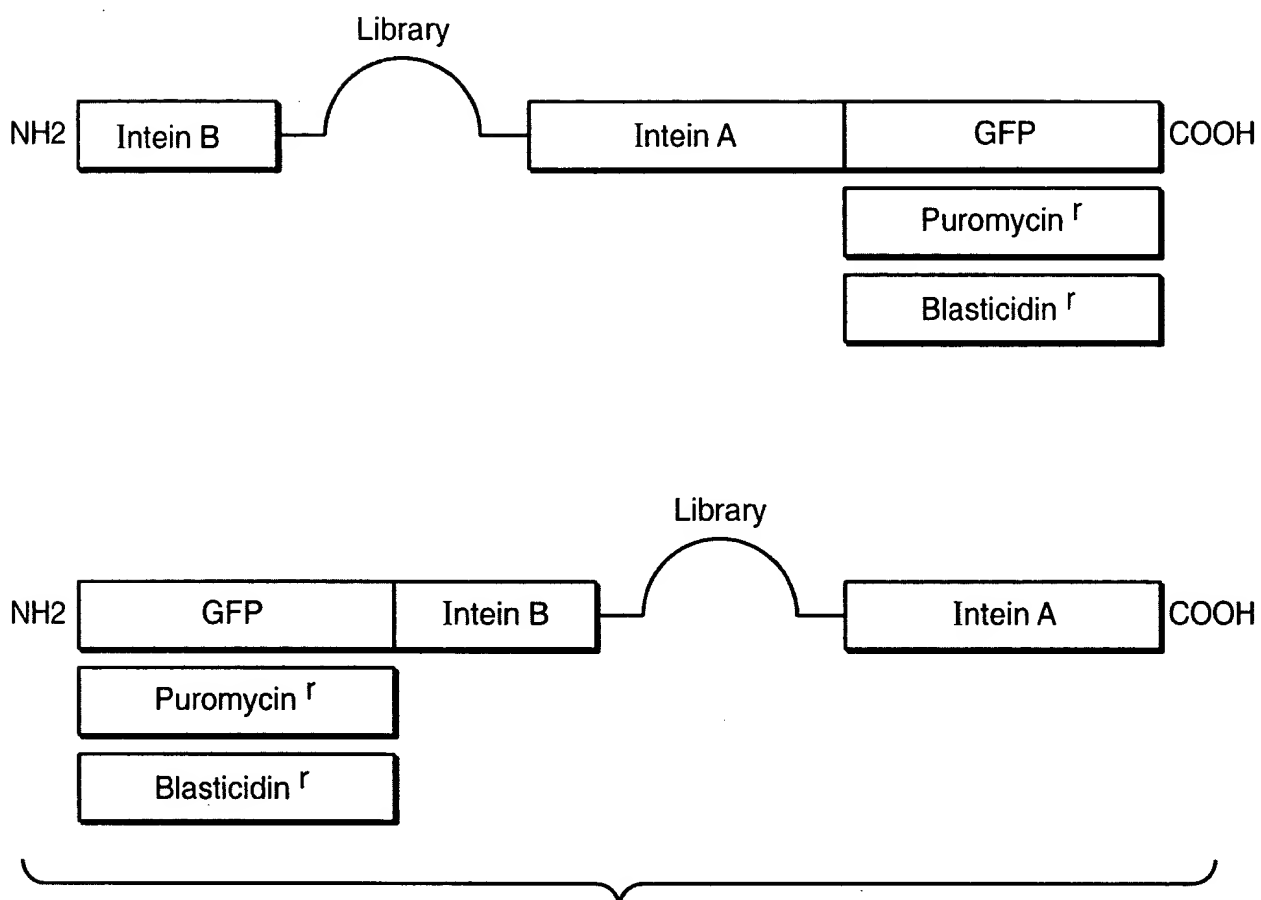 Library
NH2 Intein B Intein A GFP COOH
Puromycin r
Blasticidin r
Library
NH2 GFP Intein B Intein A COOH
Puromycin r
Blasticidin r